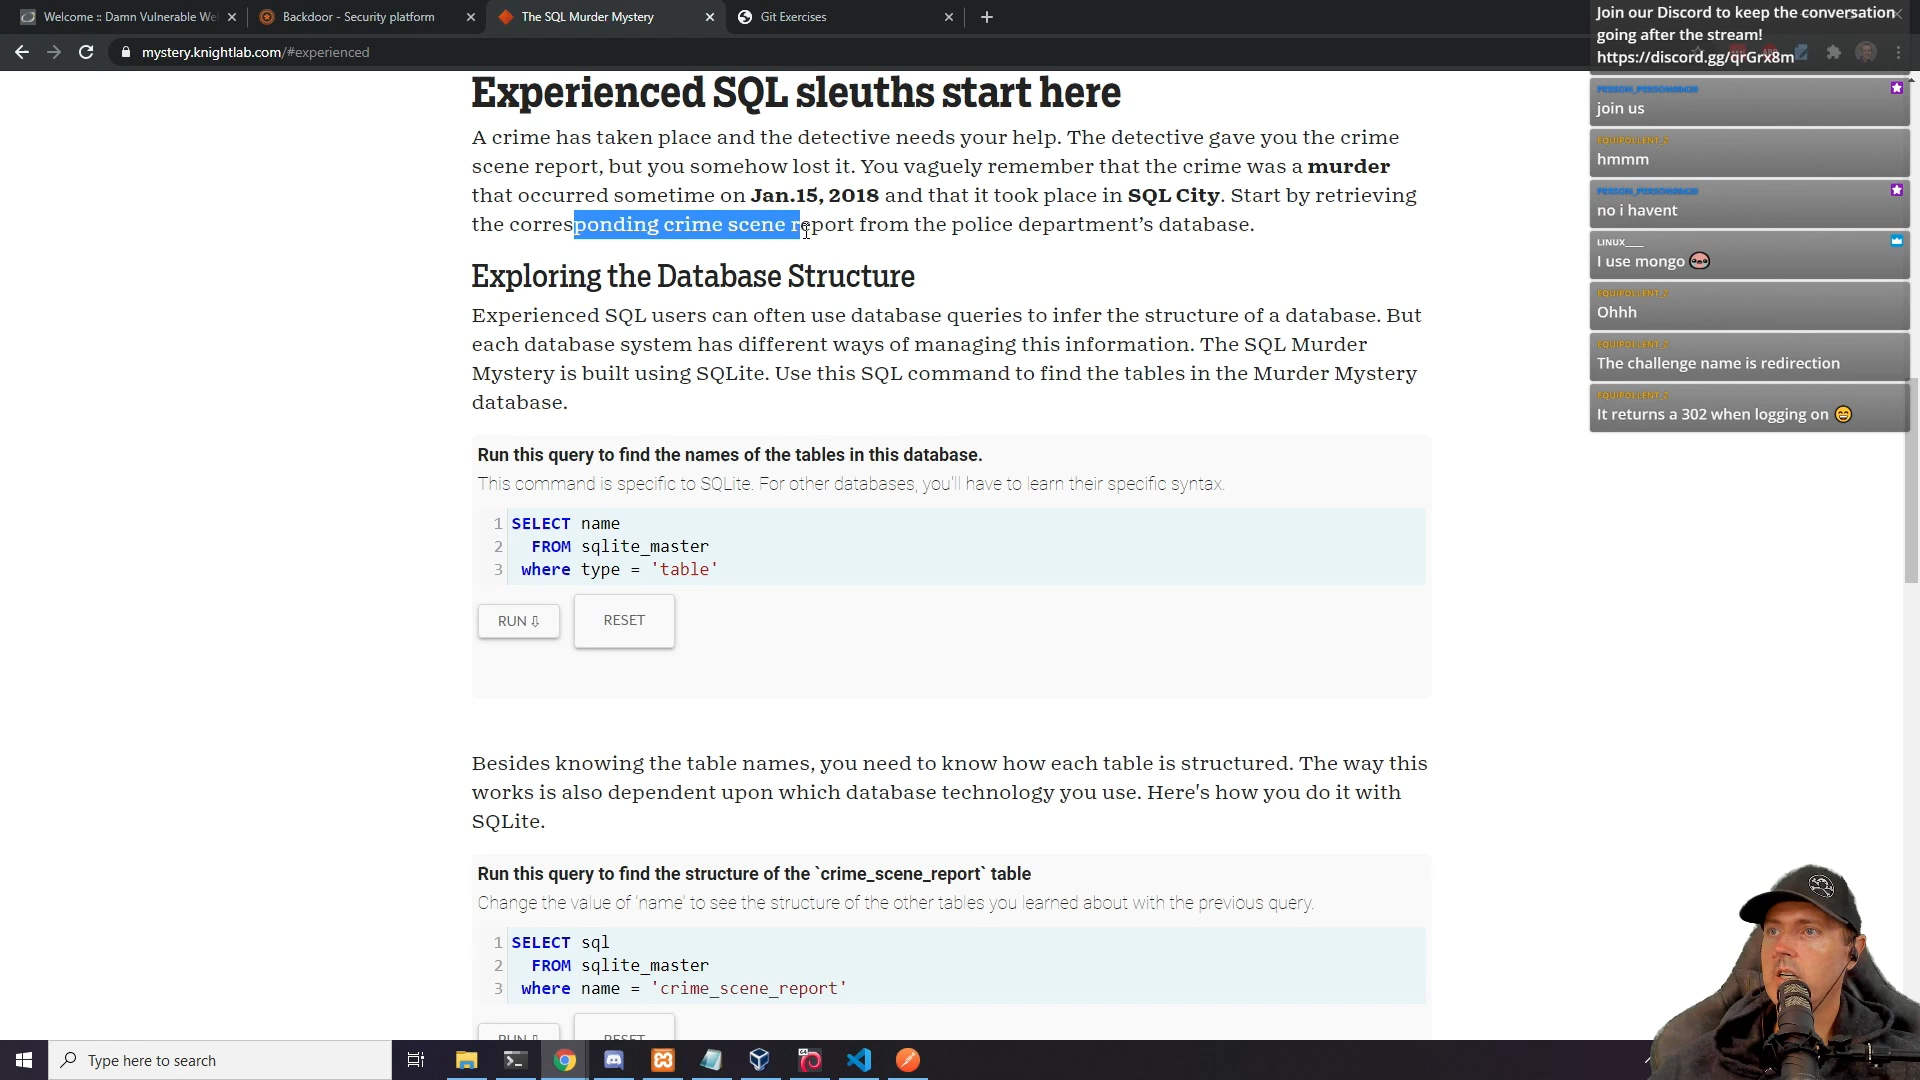 Welcome :: Damn Vulnerable We
Backdoor - Security platform
The SQL Murder Mystery
Git Exercises
mystery.knightlab.com/#experienced
Join our Discord to keep the conversation
going after the stream!
https://discord.gg/qrGrx8m
join us
EQUIPOLLENT_Z
hmmm
no i havent
LINUX___
I use mongo
EQUIPOLLENT_Z
Ohhh
EQUIPOLLENT_Z
The challenge name is redirection
EQUIPOLLENT_Z
It returns a 302 when logging on
Experienced SQL sleuths start here
A crime has taken place and the detective needs your help. The detective gave you the crime
scene report, but you somehow lost it. You vaguely remember that the crime was a murder
that occurred sometime on Jan.15, 2018 and that it took place in SQL City. Start by retrieving
the corresponding crime scene report from the police department’s database.
Exploring the Database Structure
Experienced SQL users can often use database queries to infer the structure of a database. But
each database system has different ways of managing this information. The SQL Murder
Mystery is built using SQLite. Use this SQL command to find the tables in the Murder Mystery
database.
Run this query to find the names of the tables in this database.
This command is specific to SQLite. For other databases, you'll have to learn their specific syntax.
1 SELECT name
2 FROM sqlite_master
3 where type = 'table'
RUN ⇩
RESET
Besides knowing the table names, you need to know how each table is structured. The way this
works is also dependent upon which database technology you use. Here's how you do it with
SQLite.
Run this query to find the structure of the `crime_scene_report` table
Change the value of 'name' to see the structure of the other tables you learned about with the previous query.
1 SELECT sql
2 FROM sqlite_master
3 where name = 'crime_scene_report'
RUN ⇩
RESET
Type here to search